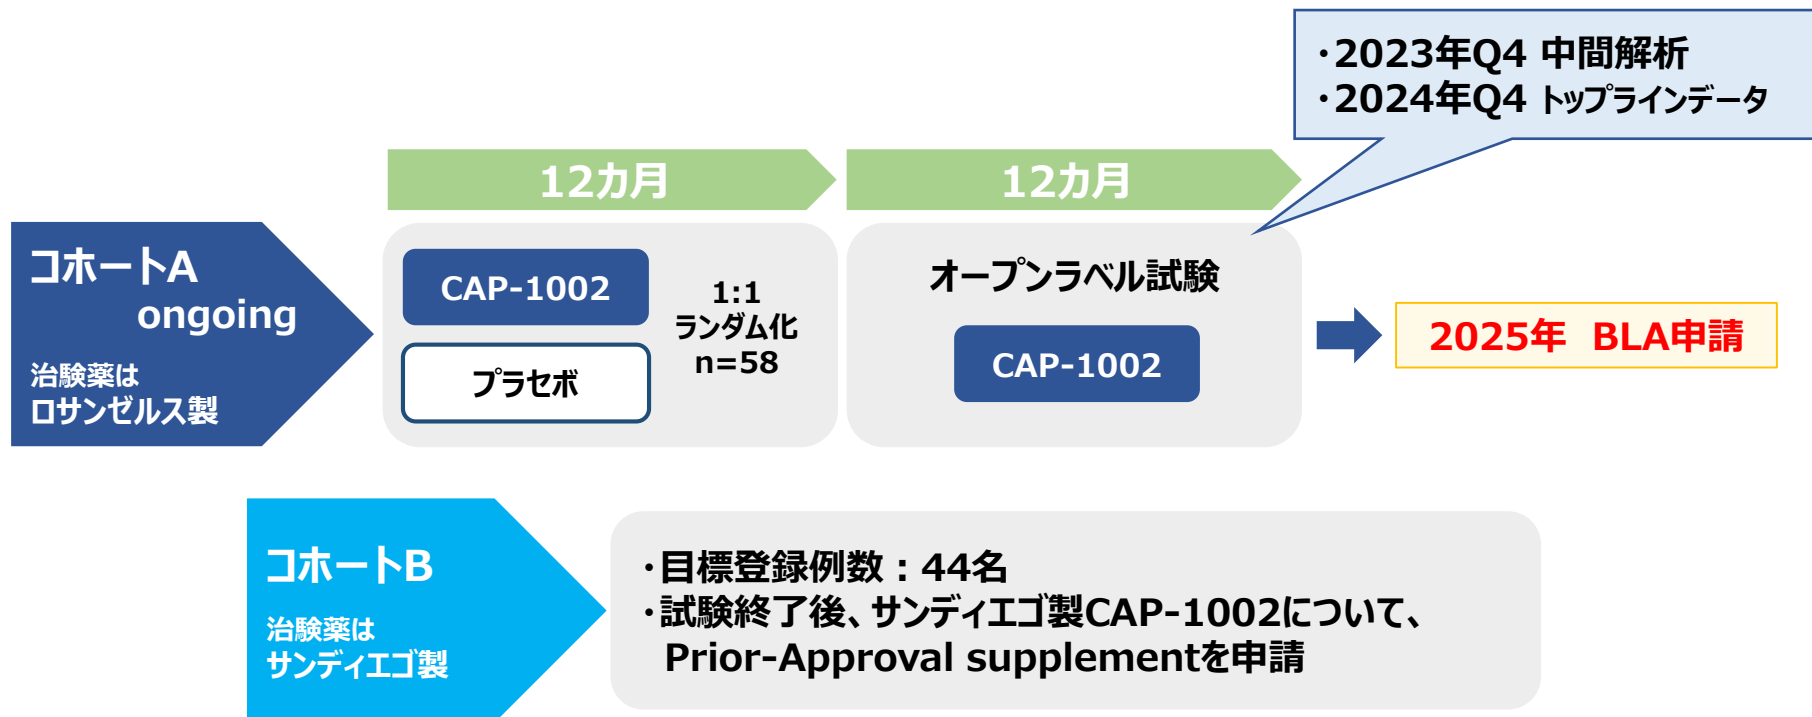 ・2023年Q4 中間解析
・2024年Q4 トップラインデータ
12カ月
12カ月
コホートA
ongoing
治験薬は
ロサンゼルス製
CAP-1002
プラセボ
1:1
ランダム化
n=58
オープンラベル試験
CAP-1002
2025年 BLA申請
コホートB
治験薬は
サンディエゴ製
・目標登録例数：44名
・試験終了後、サンディエゴ製CAP-1002について、
Prior-Approval supplementを申請